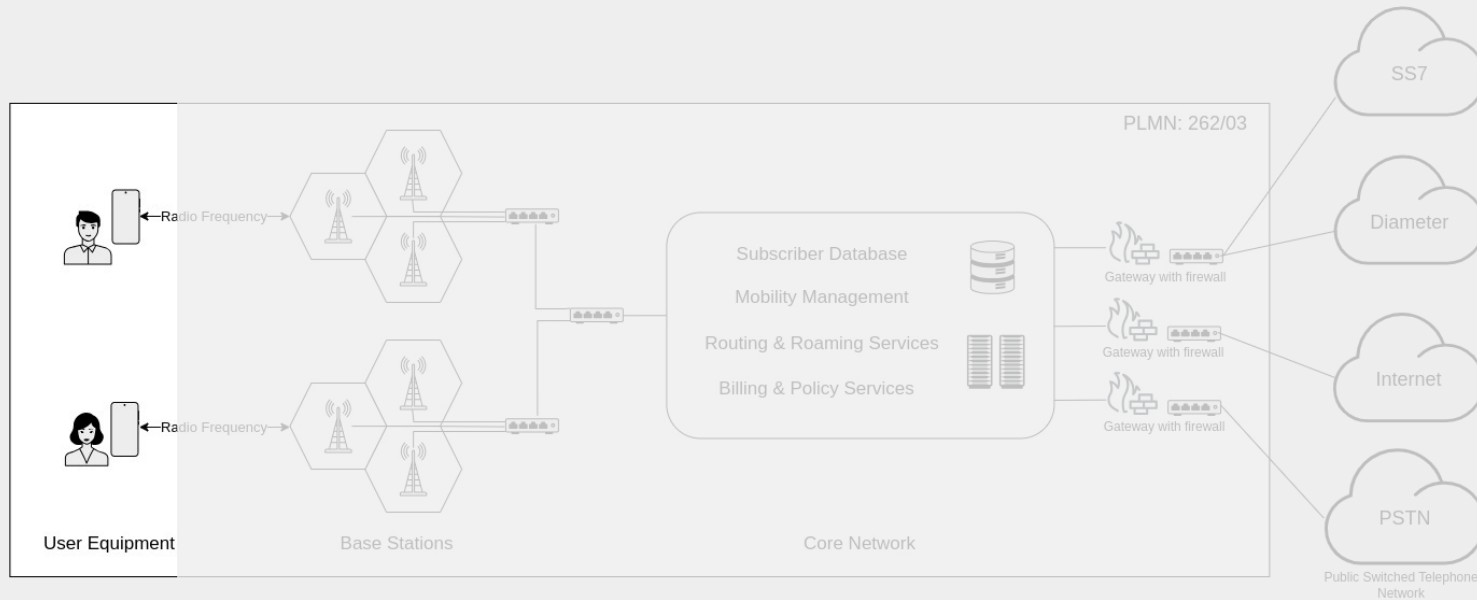 SS7
PLMN: 262/03
Diameter
Radio Frequency
Subscriber Database
Mobility Management
Routing & Roaming Services
Billing & Policy Services
Gateway with firewall
Gateway with firewall
Gateway with firewall
Internet
Radio Frequency
PSTN
User Equipment
Base Stations
Core Network
Public Switched Telephone
Network